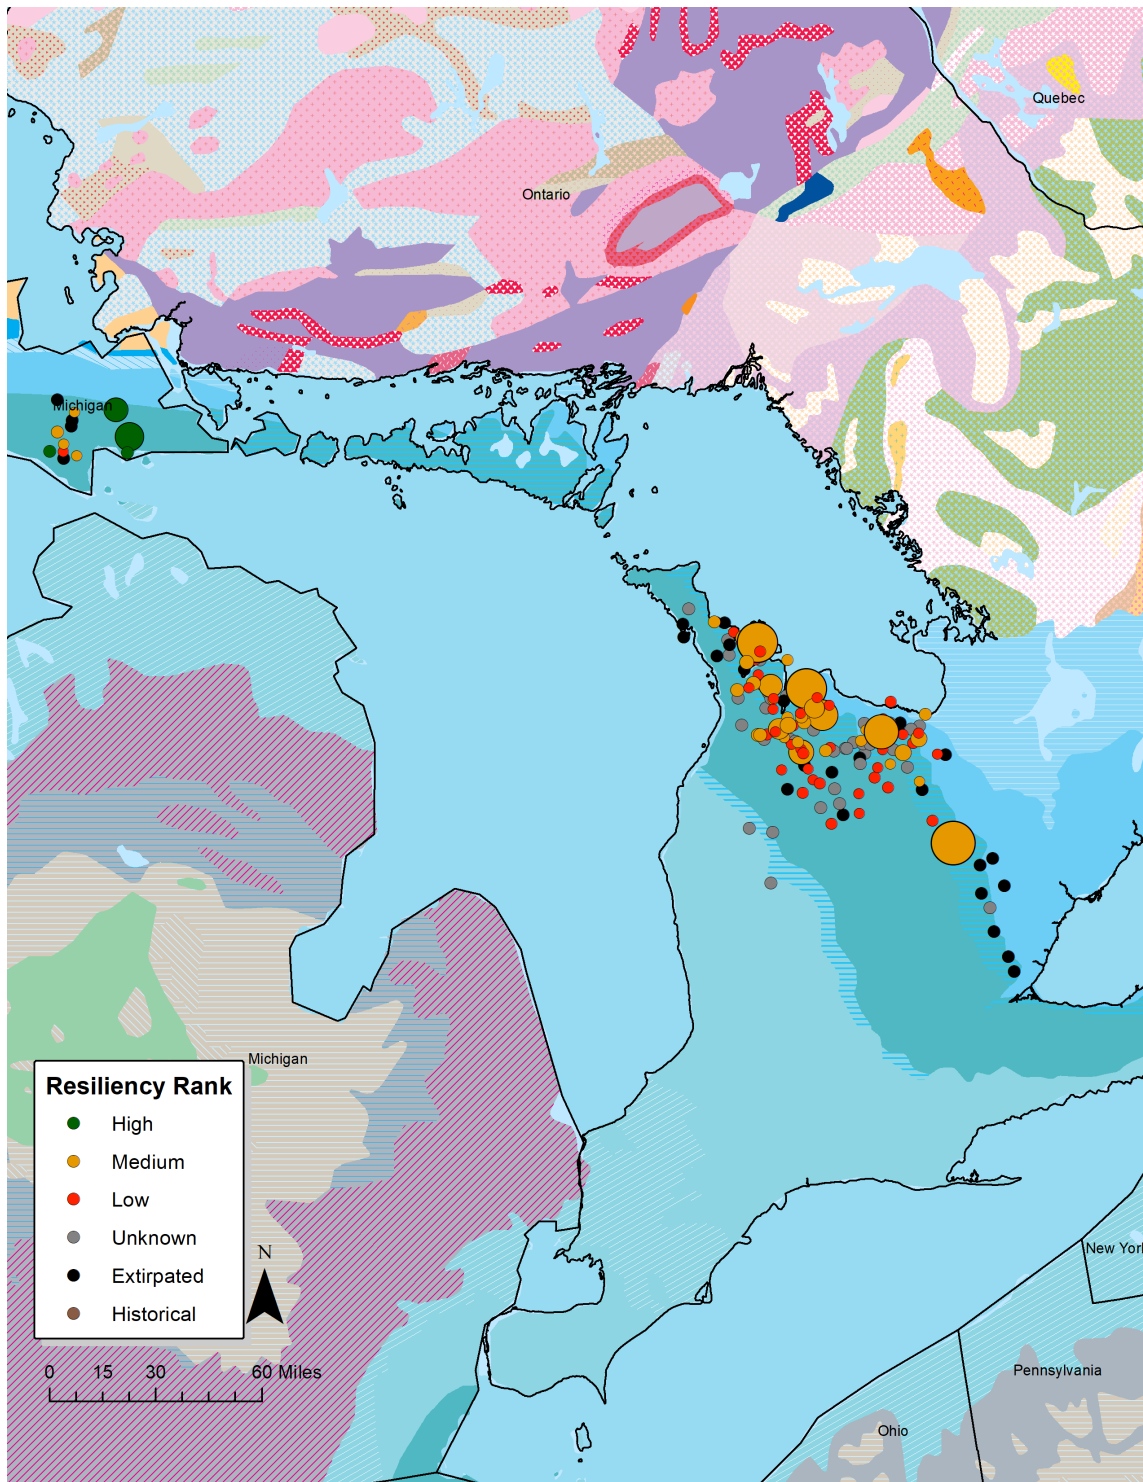 Quebec
Ontario
Michigan
Michigan
Resiliency Rank
High
Medium
Low
Unknown
Extirpated
Historical
N
0 15 30 60 Miles
New York
Pennsylvania
Ohio